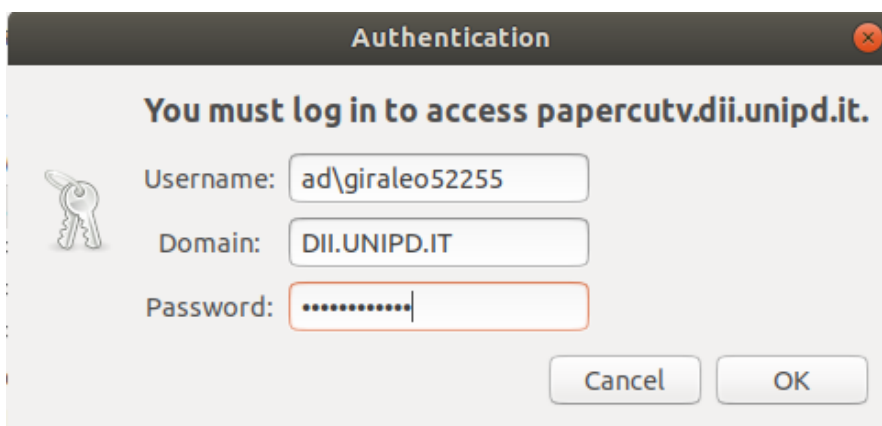 Authentication
You must log in to access papercutv.dii.unipd.it.
Username: ad\giraleo52255
Domain: DII.UNIPD.IT
Password: ••••••••••••
Cancel OK